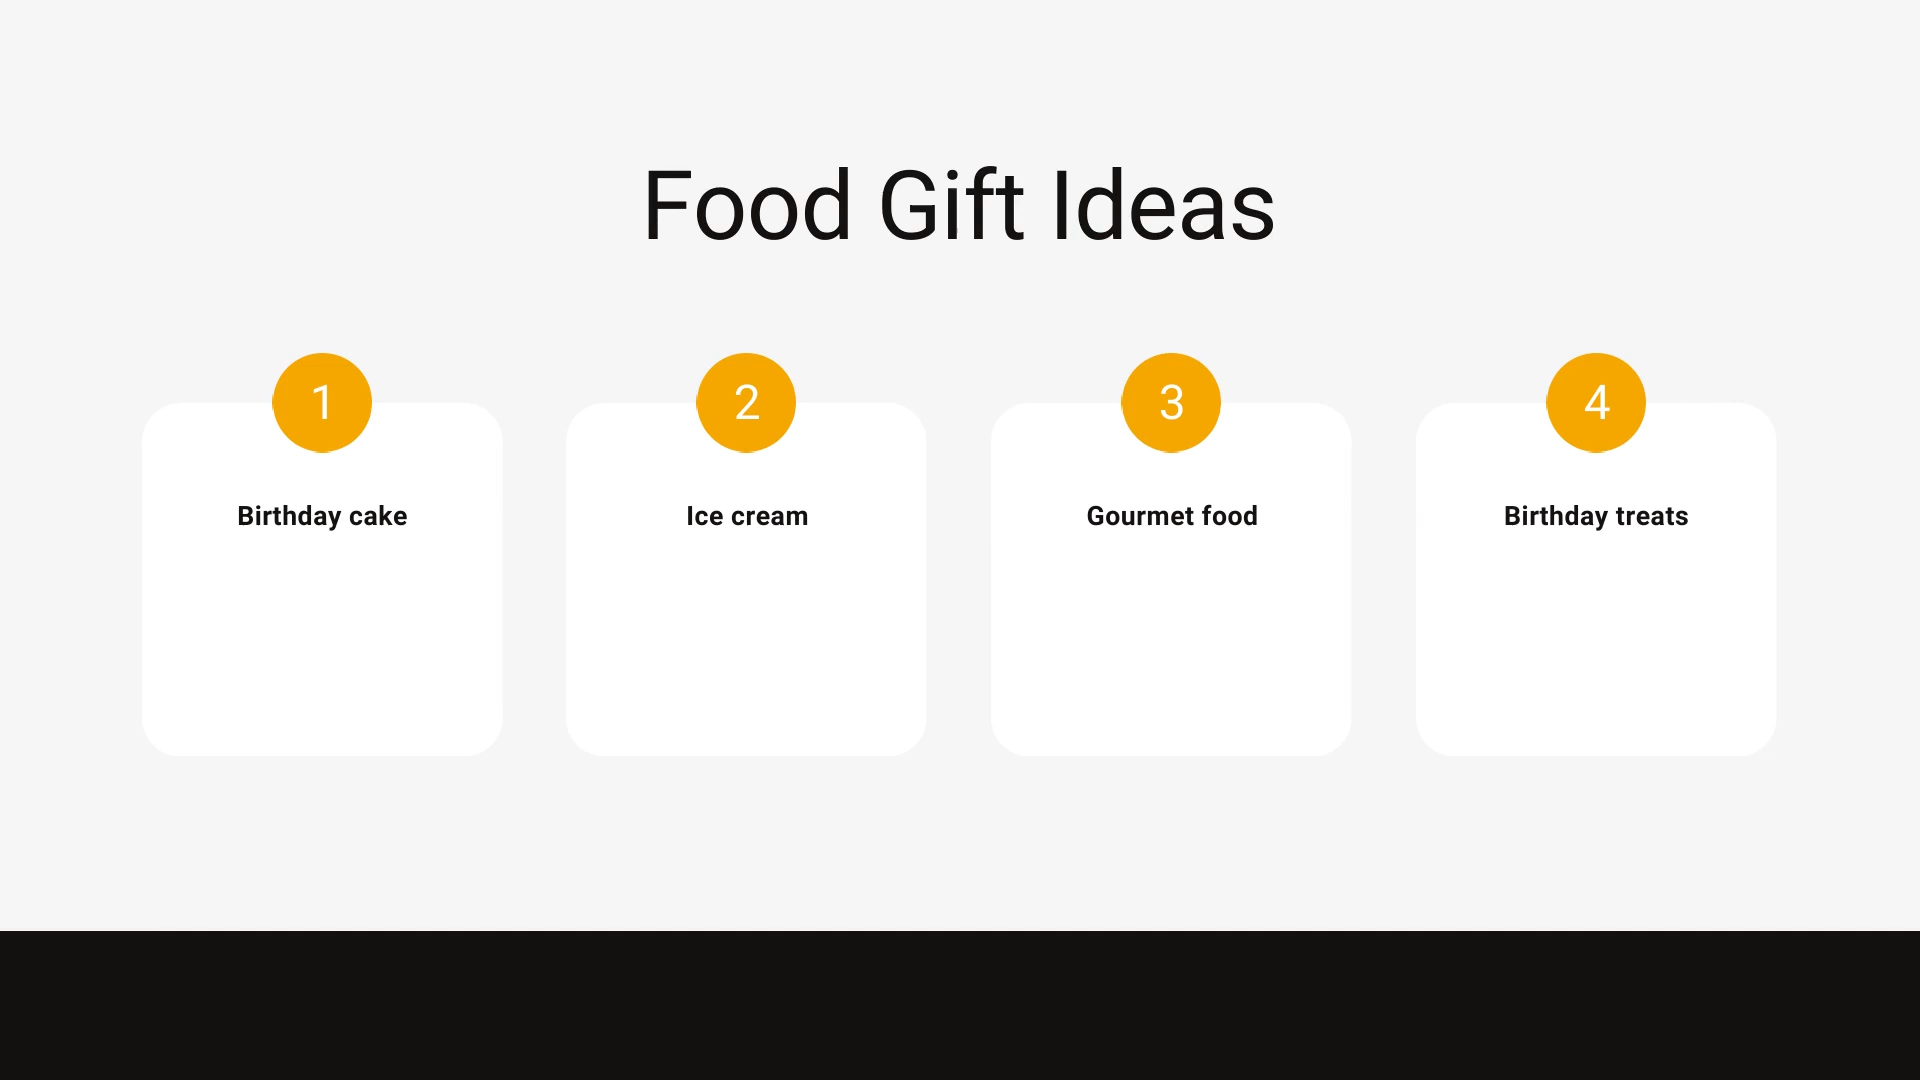 Food Gift Ideas
1
2
3
4
Birthday cake
Ice cream
Gourmet food
Birthday treats